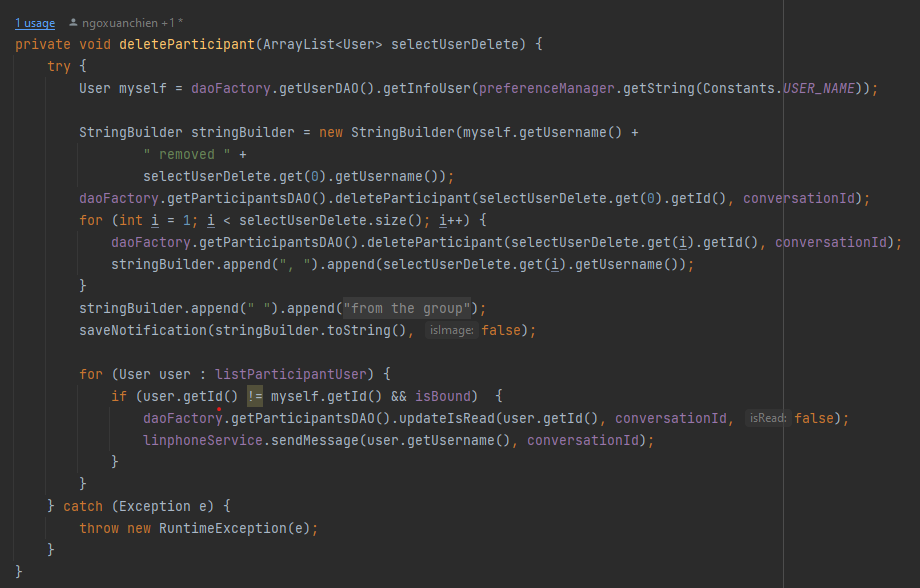 1 usage ngoxuanchien +1 *
private void deleteParticipant(ArrayList<User> selectUserDelete) {
    try {
        User myself = daoFactory.getUserDAO().getInfoUser(preferenceManager.getString(Constants.USER_NAME));

        StringBuilder stringBuilder = new StringBuilder(myself.getUsername() +
                " removed " +
                selectUserDelete.get(0).getUsername());
        daoFactory.getParticipantsDAO().deleteParticipant(selectUserDelete.get(0).getId(), conversationId);
        for (int i = 1; i < selectUserDelete.size(); i++) {
            daoFactory.getParticipantsDAO().deleteParticipant(selectUserDelete.get(i).getId(), conversationId);
            stringBuilder.append(", ").append(selectUserDelete.get(i).getUsername());
        }
        stringBuilder.append(" ").append("from the group");
        saveNotification(stringBuilder.toString(), isImage: false);

        for (User user : listParticipantUser) {
            if (user.getId() != myself.getId() && isBound)  {
                daoFactory.getParticipantsDAO().updateIsRead(user.getId(), conversationId, isRead: false);
                linphoneService.sendMessage(user.getUsername(), conversationId);
            }
        }
    } catch (Exception e) {
        throw new RuntimeException(e);
    }
}